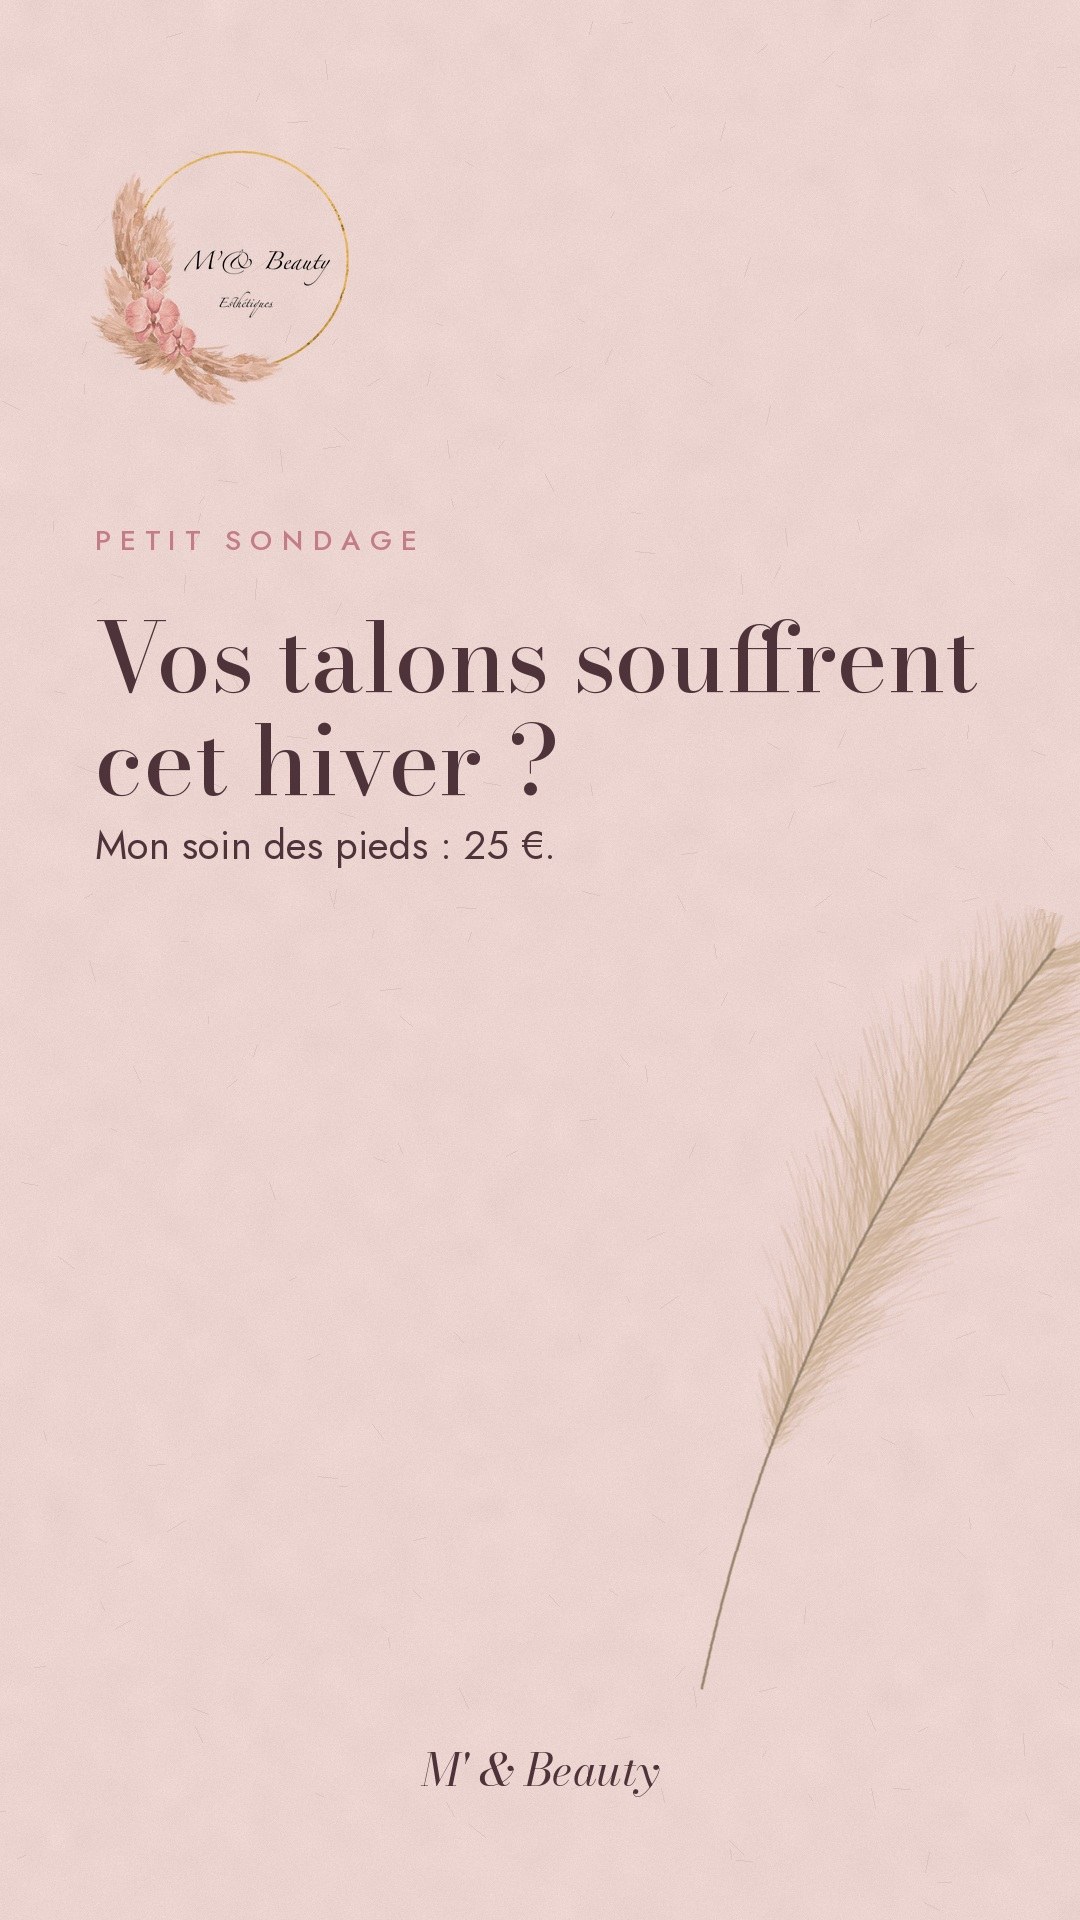 M'& Beauty
Esthétiques
PETIT SONDAGE
Vos talons souffrent
cet hiver ?
Mon soin des pieds : 25 €.
M' & Beauty